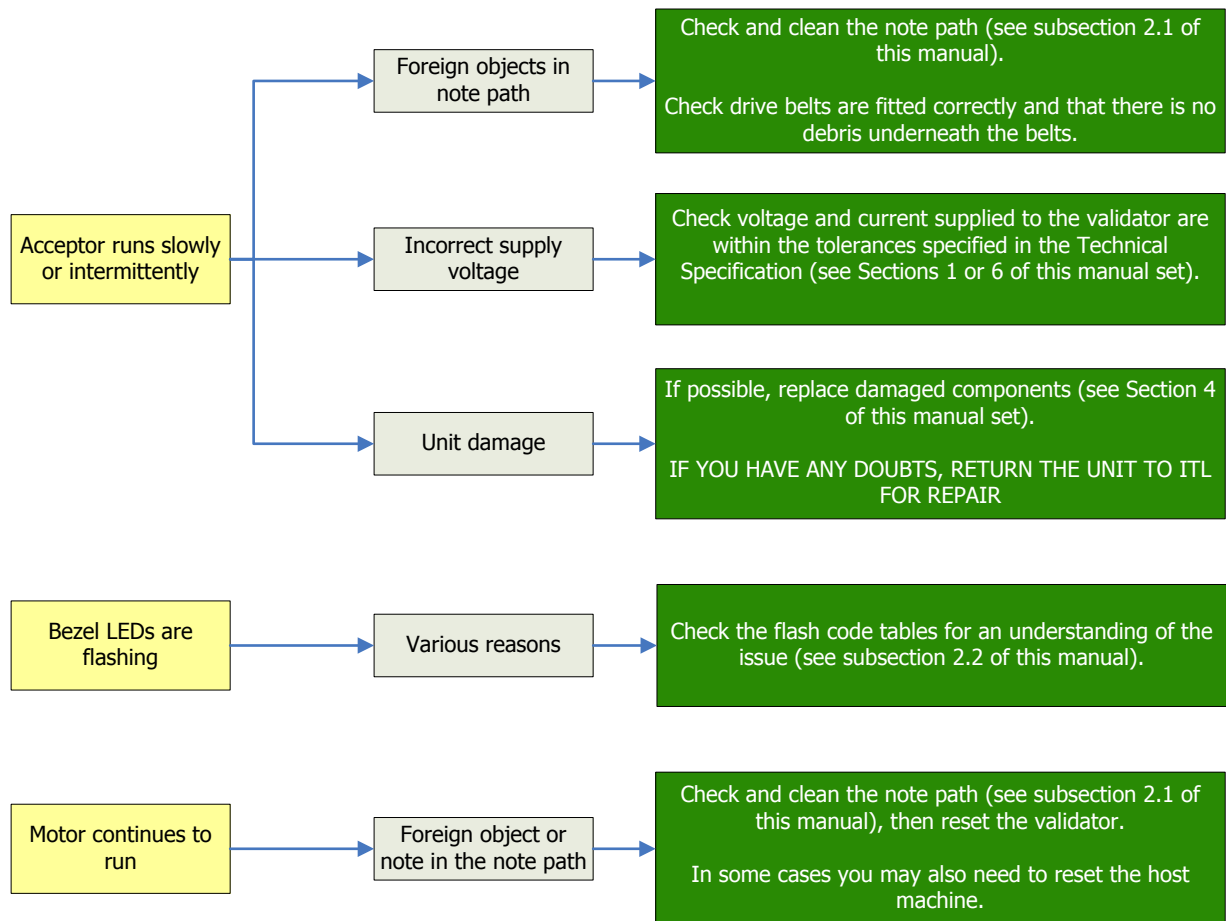 Acceptor runs slowly
or intermittently
Foreign objects in
note path
Check and clean the note path (see subsection 2.1 of
this manual).
Check drive belts are fitted correctly and that there is no
debris underneath the belts.
Incorrect supply
voltage
Check voltage and current supplied to the validator are
within the tolerances specified in the Technical
Specification (see Sections 1 or 6 of this manual set).
Unit damage
If possible, replace damaged components (see Section 4
of this manual set).
IF YOU HAVE ANY DOUBTS, RETURN THE UNIT TO ITL
FOR REPAIR
Bezel LEDs are
flashing
Various reasons
Check the flash code tables for an understanding of the
issue (see subsection 2.2 of this manual).
Motor continues to
run
Foreign object or
note in the note path
Check and clean the note path (see subsection 2.1 of
this manual), then reset the validator.
In some cases you may also need to reset the host
machine.